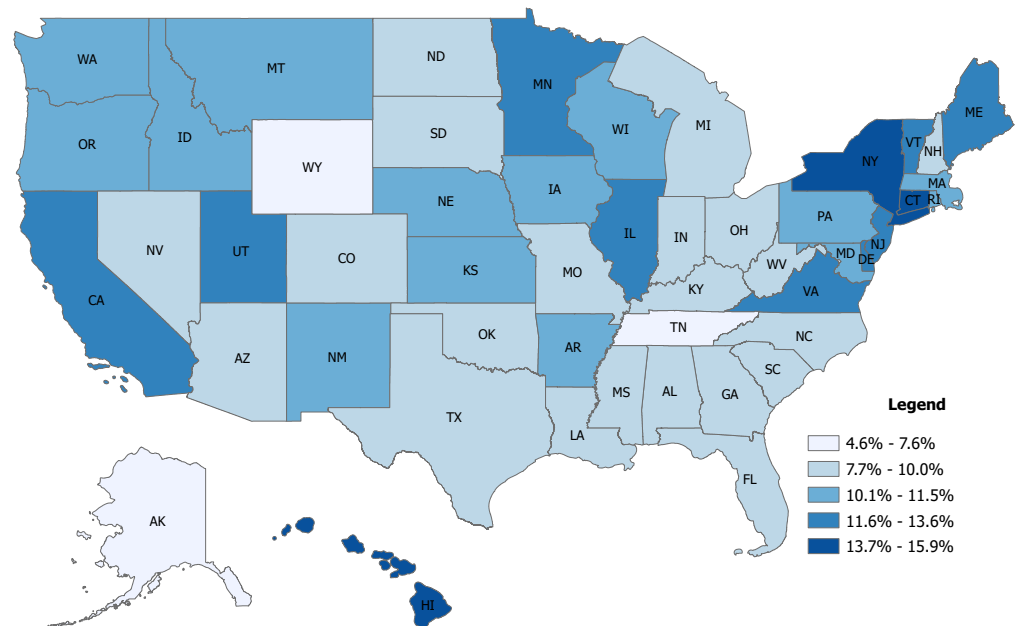 WA
MT
ND
MN
ME
OR
ID
SD
WI
MI
VT
NH
NY
MA
CT
RI
WY
NE
IA
PA
NJ
NV
UT
CO
KS
MO
IL
IN
OH
WV
MD
DE
CA
KY
VA
AZ
NM
OK
AR
TN
NC
SC
TX
LA
MS
AL
GA
FL
AK
HI
Legend
4.6% - 7.6%
7.7% - 10.0%
10.1% - 11.5%
11.6% - 13.6%
13.7% - 15.9%